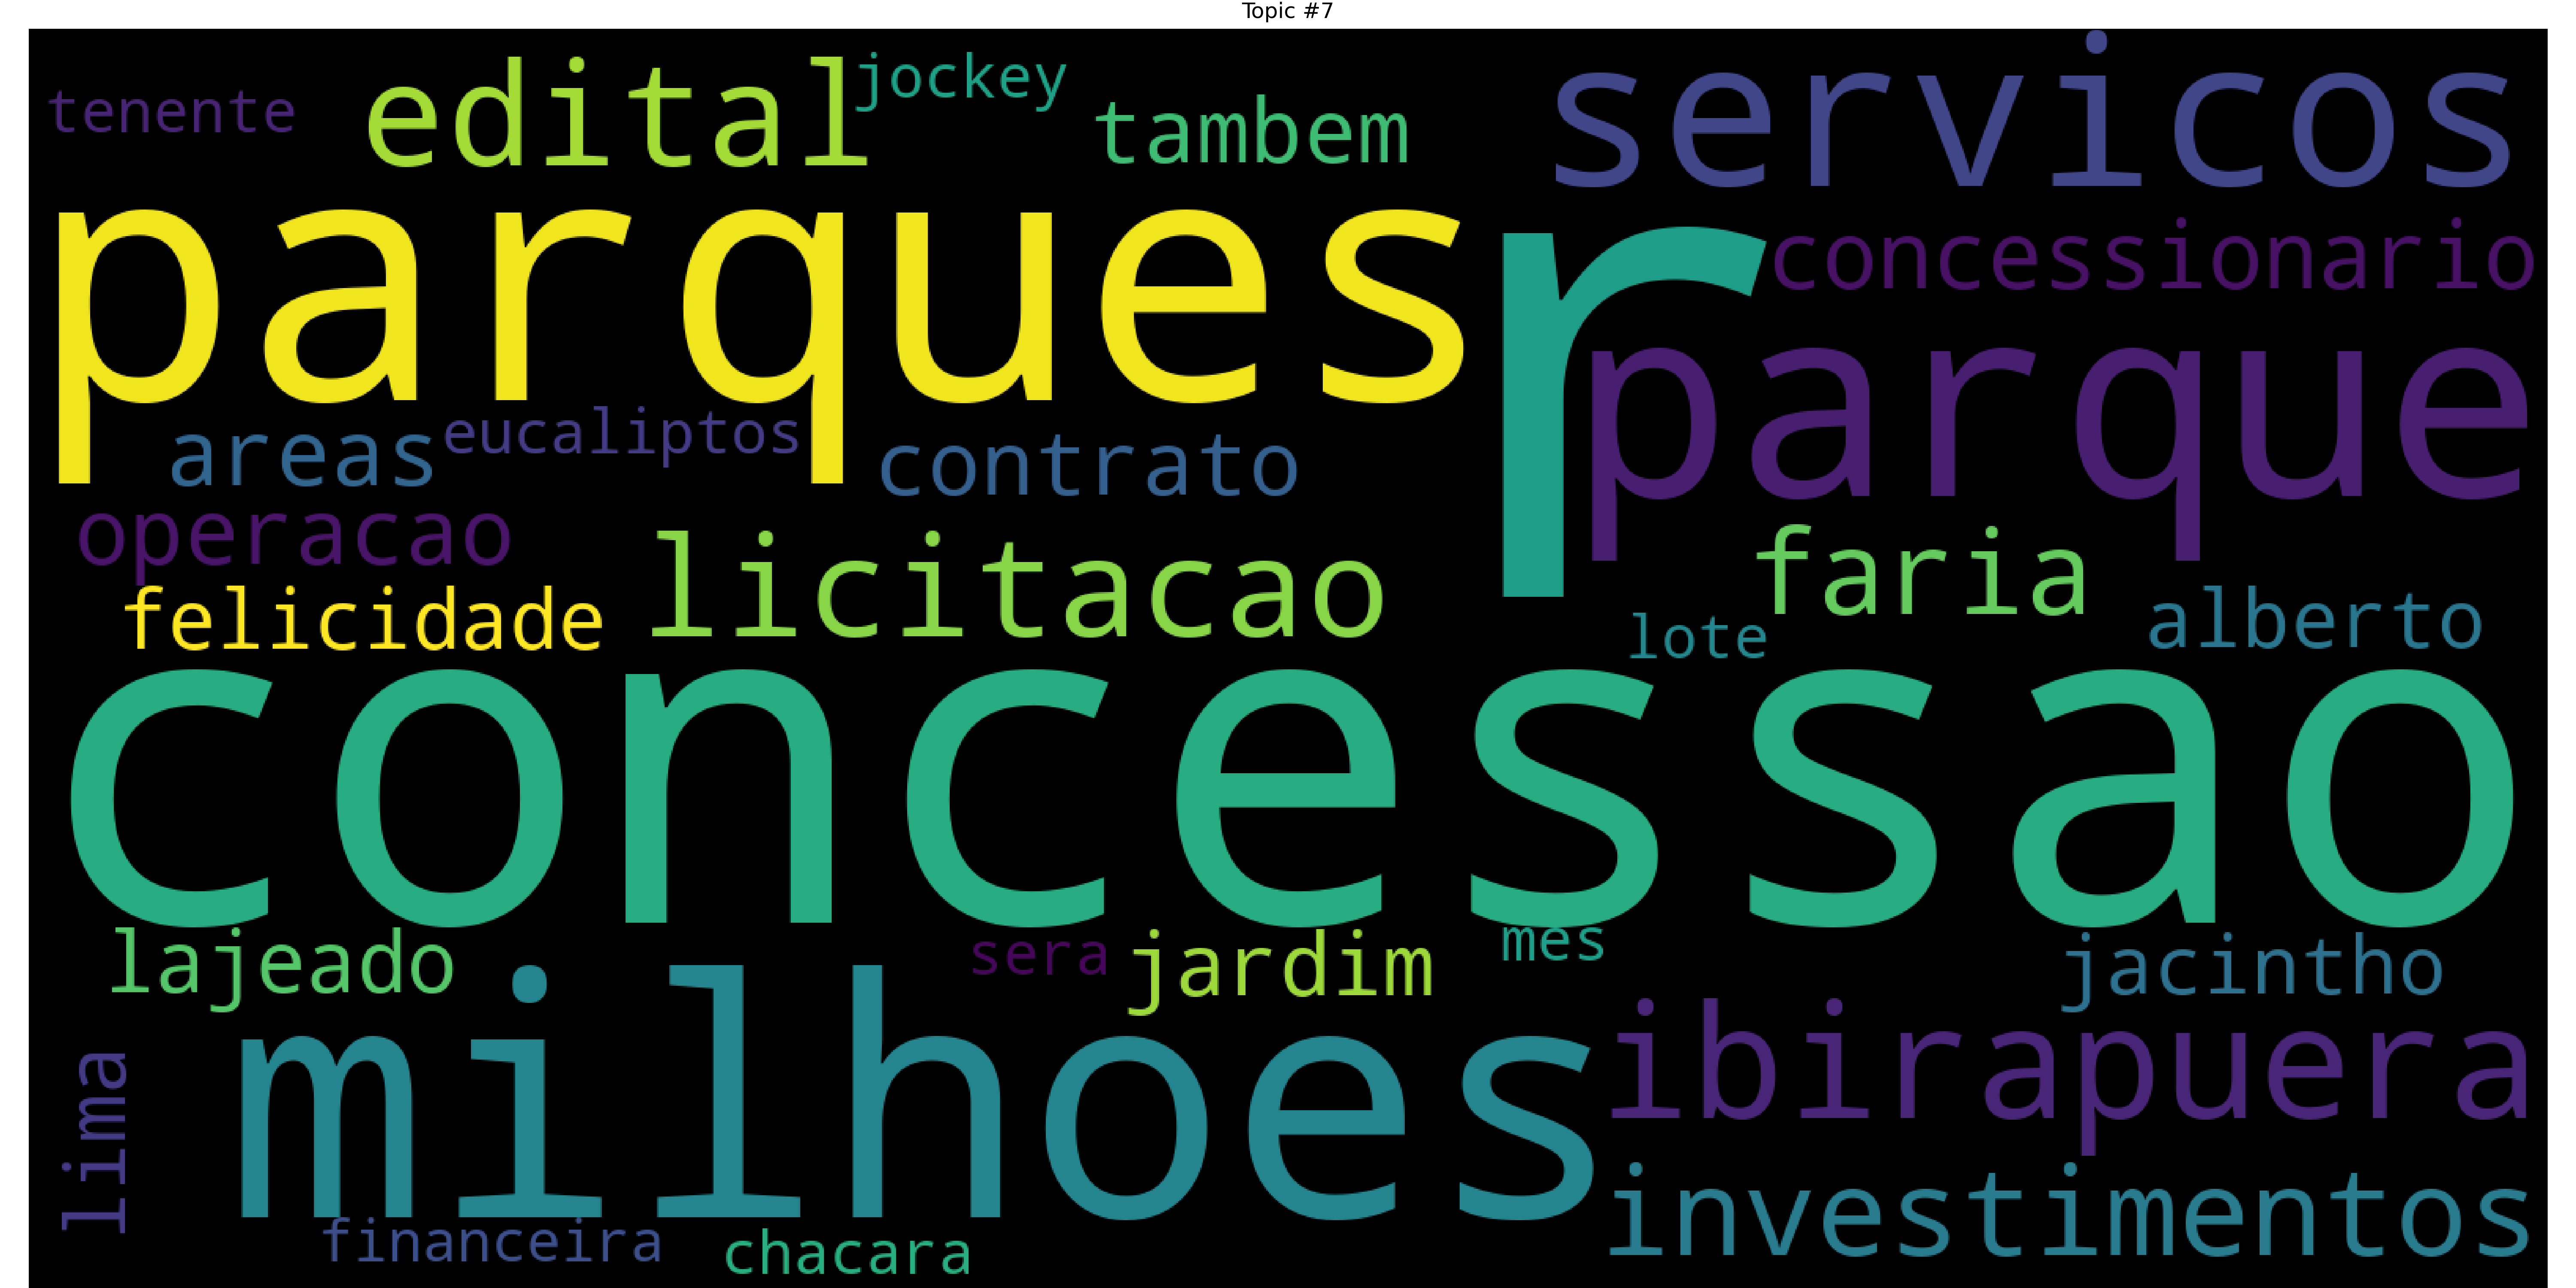 Topic #7
tenente
edital
jockey
tambem
servicos
parques
r
concessionario
parque
areas
eucaliptos
contrato
operacao
licitacao
faria
felicidade
lote
alberto
concessao
lajeado
sera
jardim
mes
jacintho
lima
milhoes
ibirapuera
investimentos
financeira
chacara